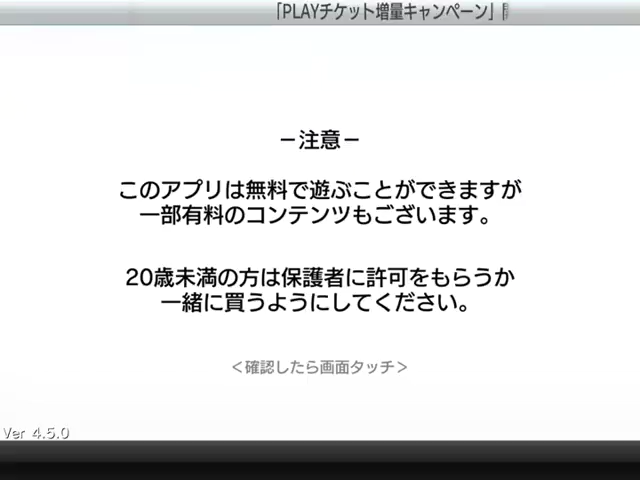 「PLAYチケット増量キャンペーン」
－注意－
このアプリは無料で遊ぶことができますが
一部有料のコンテンツもございます。
20歳未満の方は保護者に許可をもらうか
一緒に買うようにしてください。
＜確認したら画面タッチ＞
Ver 4.5.0